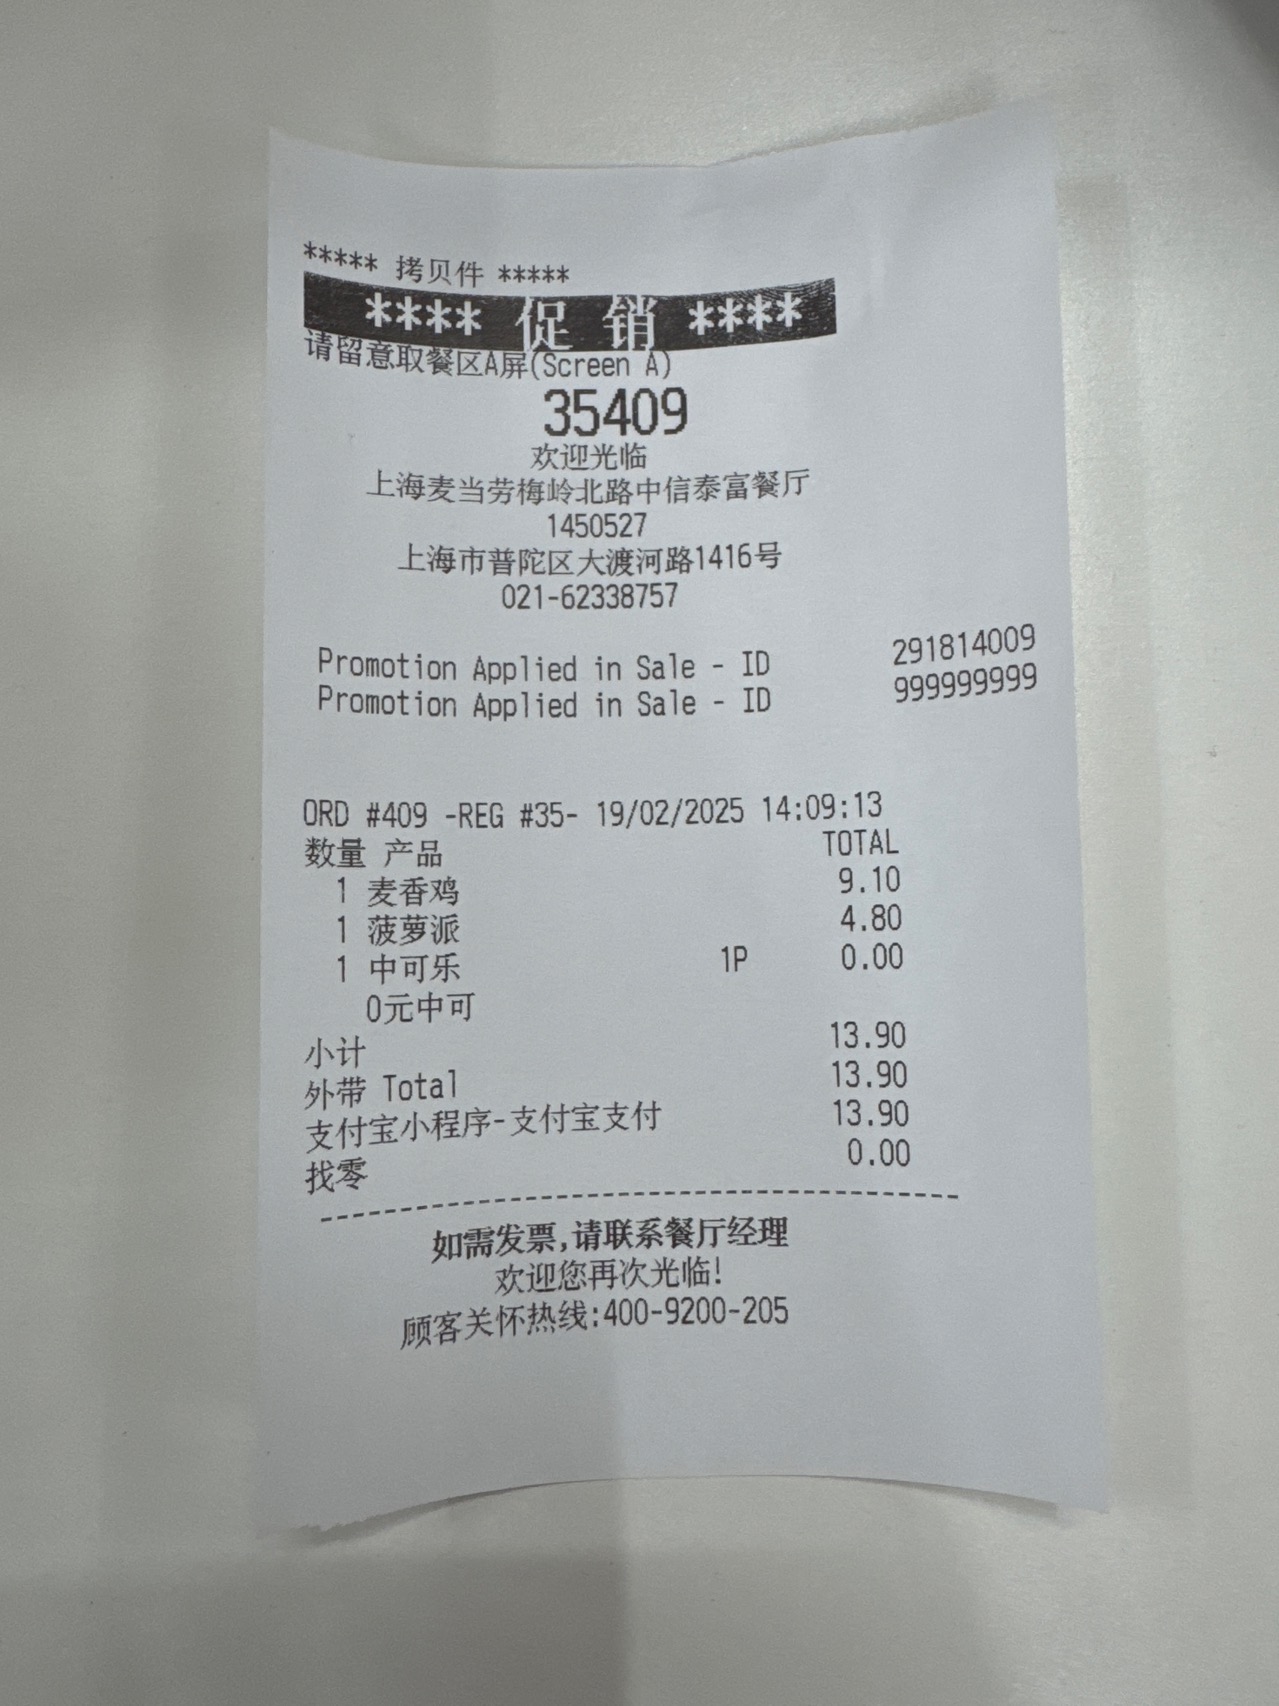 ***** 拷贝件 *****
**** 促 销 ****
请留意取餐区A屏(Screen A)
35409
欢迎光临
上海麦当劳梅岭北路中信泰富餐厅
1450527
上海市普陀区大渡河路1416号
021-62338757
Promotion Applied in Sale - ID 291814009
Promotion Applied in Sale - ID 999999999
ORD #409 -REG #35- 19/02/2025 14:09:13
数量 产品 TOTAL
1 麦香鸡 9.10
1 菠萝派 4.80
1 中可乐 1P 0.00
0元中可
小计 13.90
外带 Total 13.90
支付宝小程序-支付宝支付 13.90
找零 0.00
如需发票,请联系餐厅经理
欢迎您再次光临!
顾客关怀热线:400-9200-205